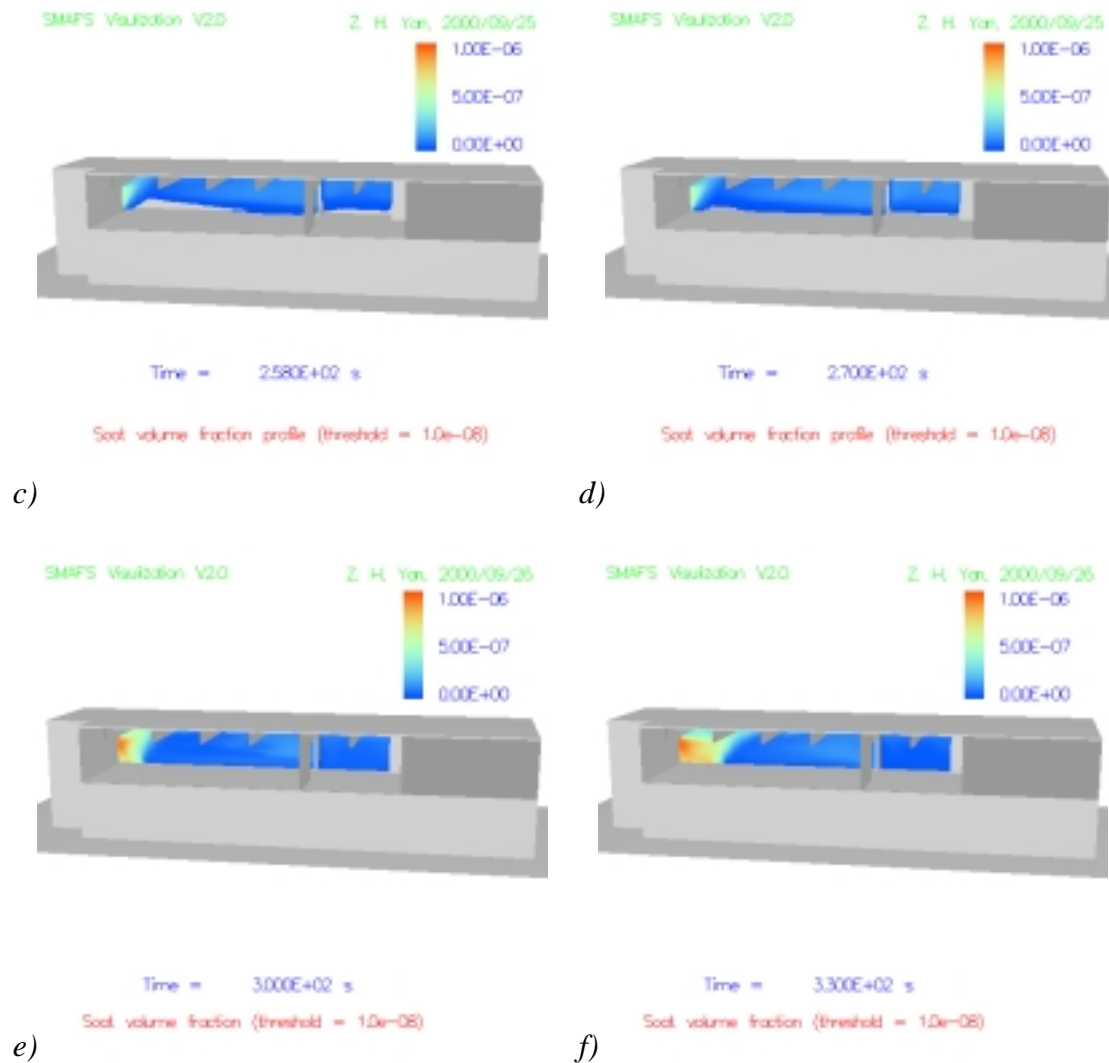 SMAFS Visulization V2.0 Z. H. Yan, 2000/09/25
1.00E-06
5.00E-07
0.00E+00
Time = 2.580E+02 s
Soot volume fraction profile (threshold = 1.0e-08)
c)
SMAFS Visulization V2.0 Z. H. Yan, 2000/09/25
1.00E-06
5.00E-07
0.00E+00
Time = 2.700E+02 s
Soot volume fraction profile (threshold = 1.0e-08)
d)
SMAFS Visulization V2.0 Z. H. Yan, 2000/09/26
1.00E-06
5.00E-07
0.00E+00
Time = 3.000E+02 s
Soot volume fraction (threshold = 1.0e-08)
e)
SMAFS Visulization V2.0 Z. H. Yan, 2000/09/26
1.00E-06
5.00E-07
0.00E+00
Time = 3.300E+02 s
Soot volume fraction (threshold = 1.0e-08)
f)